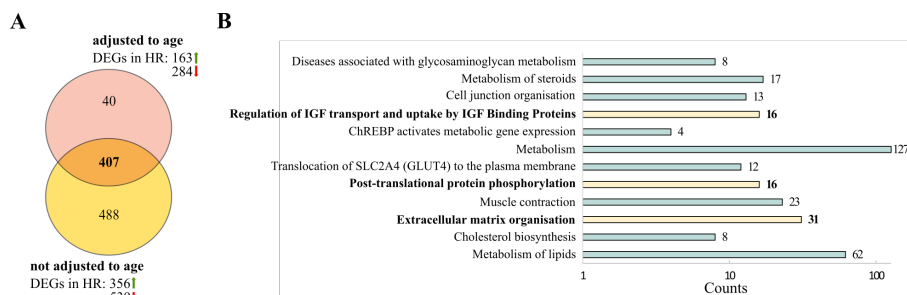 A
adjusted to age
DEGs in HR: 163
284
40
407
488
not adjusted to age
DEGs in HR: 356
B
Diseases associated with glycosaminoglycan metabolism 8
Metabolism of steroids 17
Cell junction organisation 13
Regulation of IGF transport and uptake by IGF Binding Proteins 16
ChREBP activates metabolic gene expression 4
Metabolism 127
Translocation of SLC2A4 (GLUT4) to the plasma membrane 12
Post-translational protein phosphorylation 16
Muscle contraction 23
Extracellular matrix organisation 31
Cholesterol biosynthesis 8
Metabolism of lipids 62
1 10 100
Counts